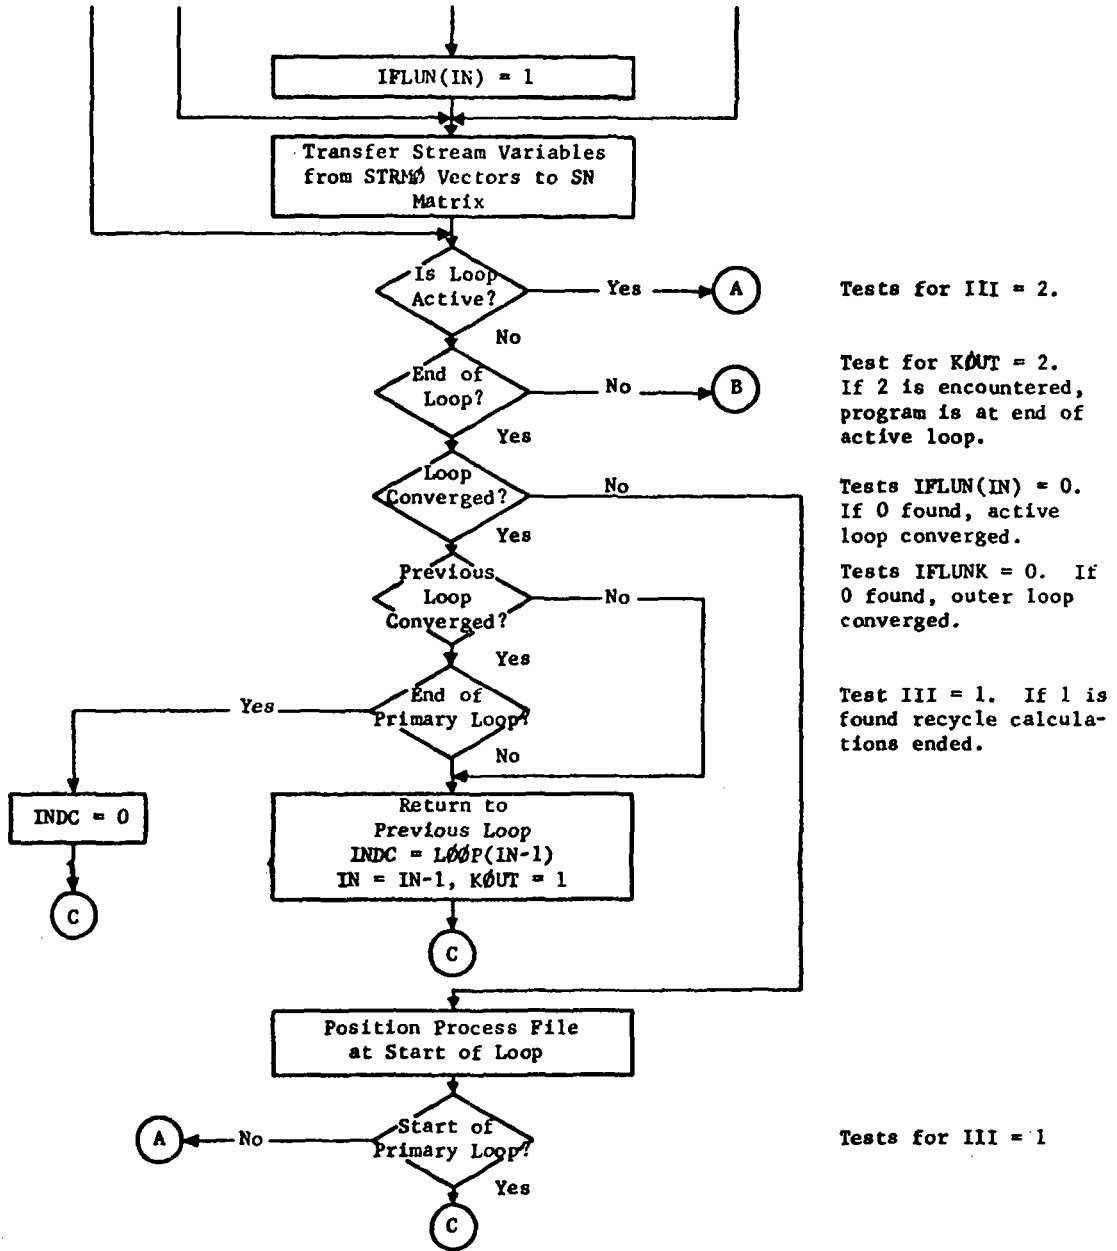 IFLUN(IN) = 1
Transfer Stream Variables
from STRMØ Vectors to SN
Matrix
Is Loop
Active?
Yes
A
Tests for III = 2.
No
End of
Loop?
No
B
Test for KØUT = 2.
If 2 is encountered,
program is at end of
active loop.
Yes
Loop
Converged?
No
Tests IFLUN(IN) = 0.
If 0 found, active
loop converged.
Yes
Previous
Loop
Converged?
No
Tests IFLUNK = 0. If
0 found, outer loop
converged.
Yes
End of
Primary Loop?
Yes
Test III = 1. If 1 is
found recycle calcula-
tions ended.
No
INDC = 0
C
Return to
Previous Loop
INDC = LØØP(IN-1)
IN = IN-1, KØUT = 1
C
Position Process File
at Start of Loop
Start of
Primary Loop?
No
A
Tests for III = 1
Yes
C